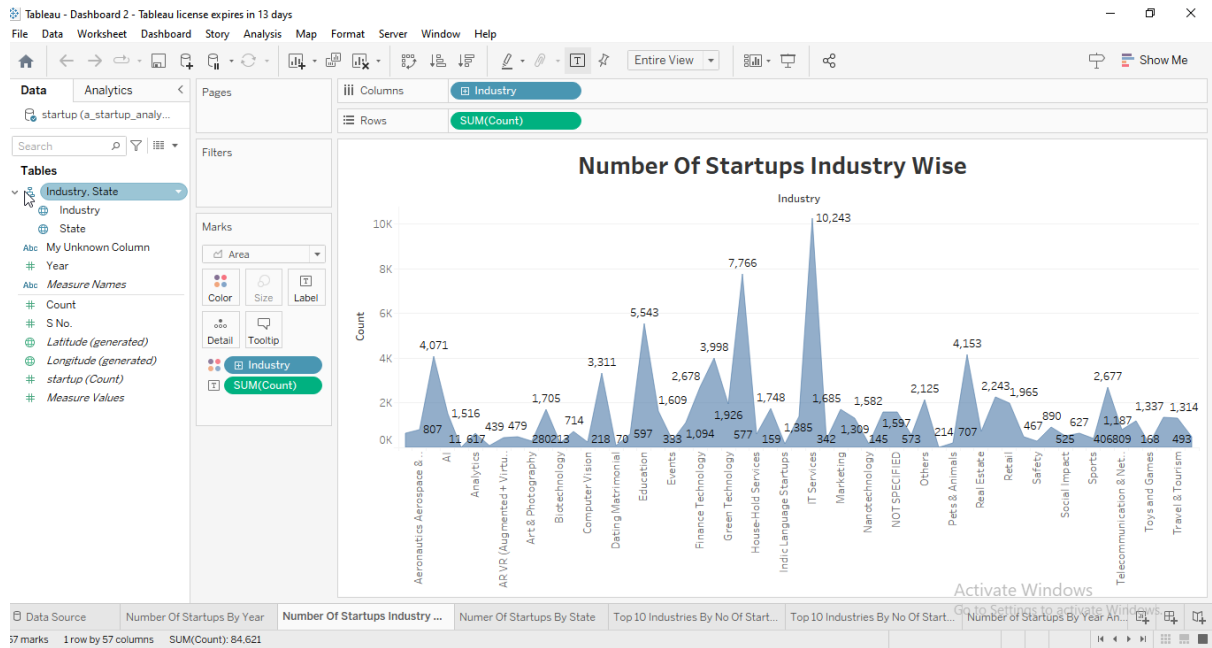 Tableau - Dashboard 2 - Tableau license expires in 13 days
File Data Worksheet Dashboard Story Analysis Map Format Server Window Help
Entire View
Show Me
Data Analytics
startup (a_startup_analy...
Search
Tables
Industry, State
Industry
State
Abc My Unknown Column
# Year
Abc Measure Names
# Count
# S No.
Latitude (generated)
Longitude (generated)
# startup (Count)
# Measure Values
Pages
Filters
Marks
Area
Color Size Label
Detail Tooltip
Industry
SUM(Count)
Columns Industry
Rows SUM(Count)
Number Of Startups Industry Wise
Industry
Count
10K
8K
6K
4K
2K
0K
10,243
7,766
5,543
4,071
3,998
4,153
3,311
2,678
2,677
2,125
2,243
1,965
1,705
1,609
1,748
1,685
1,582
1,516
714
439 479
1,926
1,597
890
627
1,187
1,337
1,314
807
11
617
280
213
218
70
597
333
1,094
577
159
1,385
342
1,309
145
573
214
707
467
525
406
809
168
493
Aeronautics Aerospace &..
AI
Analytics
AR VR (Augmented + Virtu..
Art & Photography
Biotechnology
Computer Vision
Dating Matrimonial
Education
Events
Finance Technology
Green Technology
House-Hold Services
Indic Language Startups
IT Services
Marketing
Nanotechnology
NOT SPECIFIED
Others
Pets & Animals
Real Estate
Retail
Safety
Social Impact
Sports
Telecommunication & Net..
Toys and Games
Travel & Tourism
Activate Windows
Go to Settings to activate Windows.
Data Source Number Of Startups By Year Number Of Startups Industry ... Numer Of Startups By State Top 10 Industries By No Of Start... Top 10 Industries By No Of Start... Number of Startups By Year An...
57 marks 1 row by 57 columns SUM(Count): 84,621